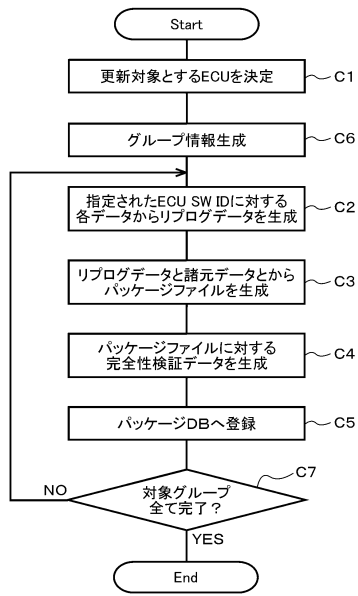 Start
更新対象とするECUを決定
C1
グループ情報生成
C6
指定されたECU SW IDに対する
各データからリプログデータを生成
C2
リプログデータと諸元データとから
パッケージファイルを生成
C3
パッケージファイルに対する
完全性検証データを生成
C4
パッケージDBへ登録
C5
C7
NO
対象グループ
全て完了？
YES
End